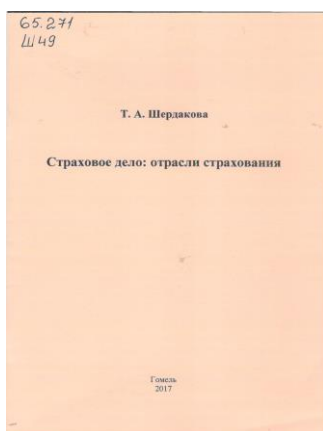 65.271
Ш49
Т. А. Шердакова
Страховое дело: отрасли страхования
Гомель
2017